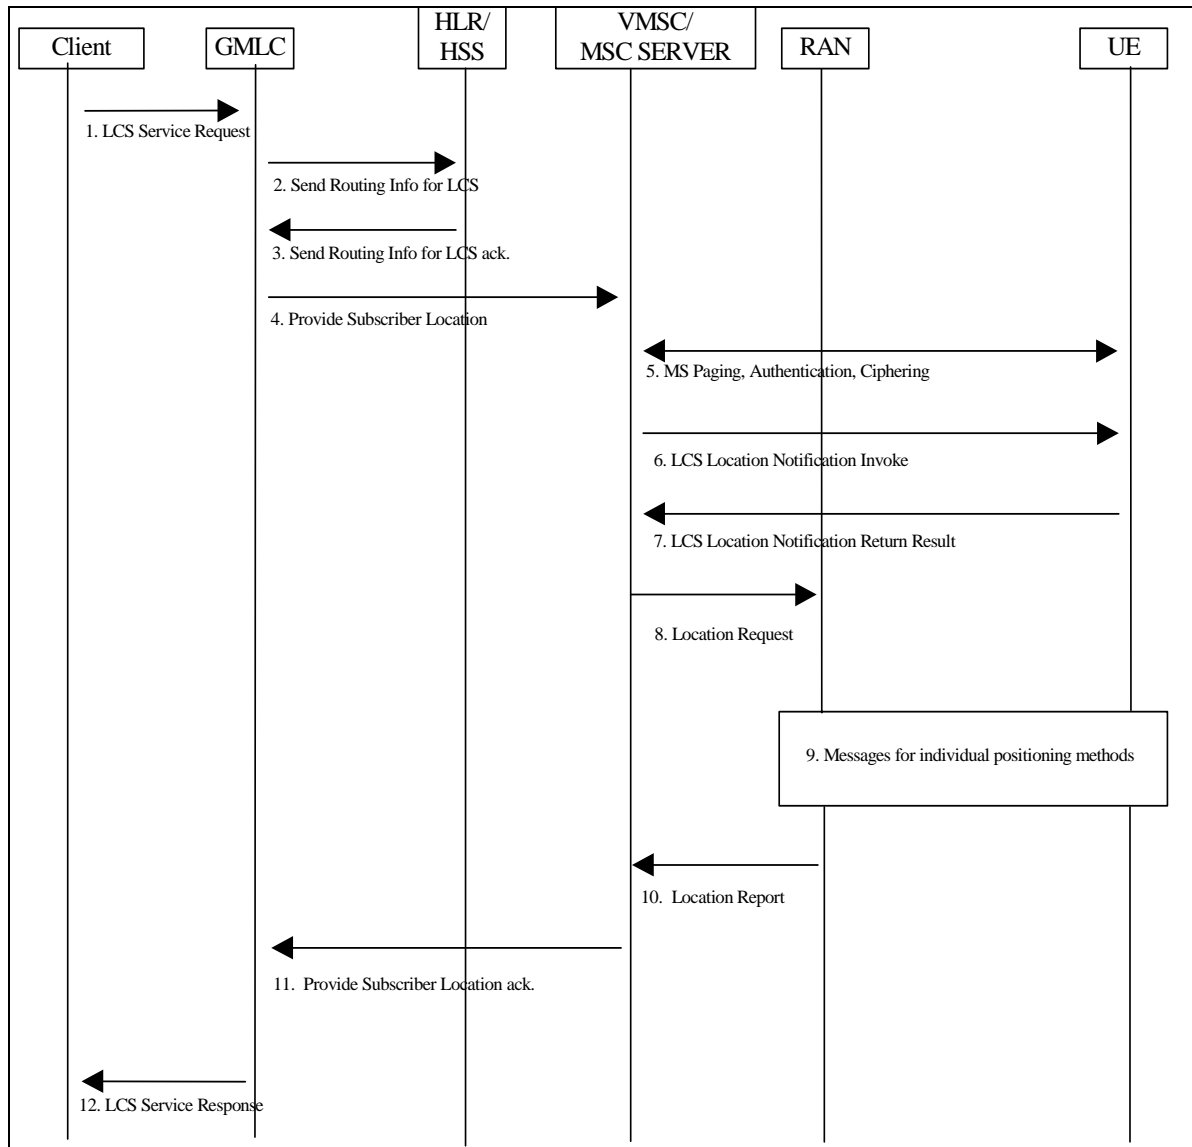 Client
GMLC
HLR/
HSS
VMSC/
MSC SERVER
RAN
UE
1. LCS Service Request
2. Send Routing Info for LCS
3. Send Routing Info for LCS ack.
4. Provide Subscriber Location
5. MS Paging, Authentication, Ciphering
6. LCS Location Notification Invoke
7. LCS Location Notification Return Result
8. Location Request
9. Messages for individual positioning methods
10. Location Report
11. Provide Subscriber Location ack.
12. LCS Service Response